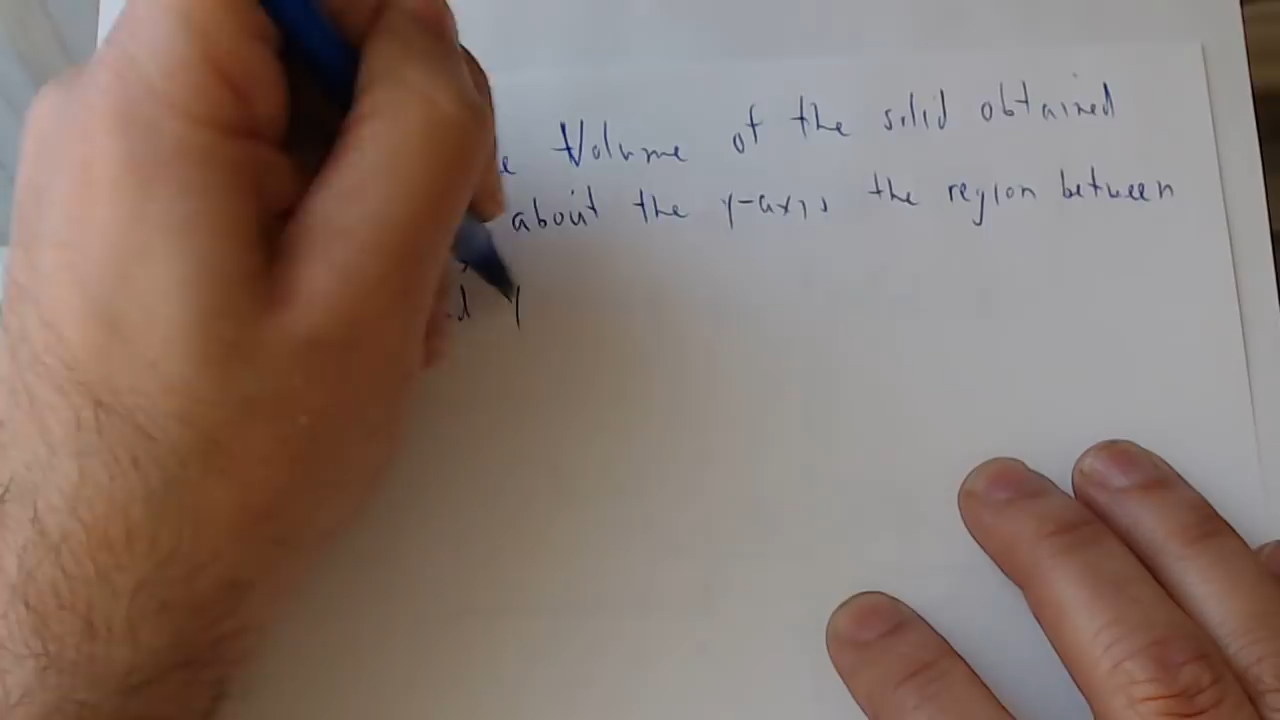 Volume of the solid obtained
about the y-axis the region between
y